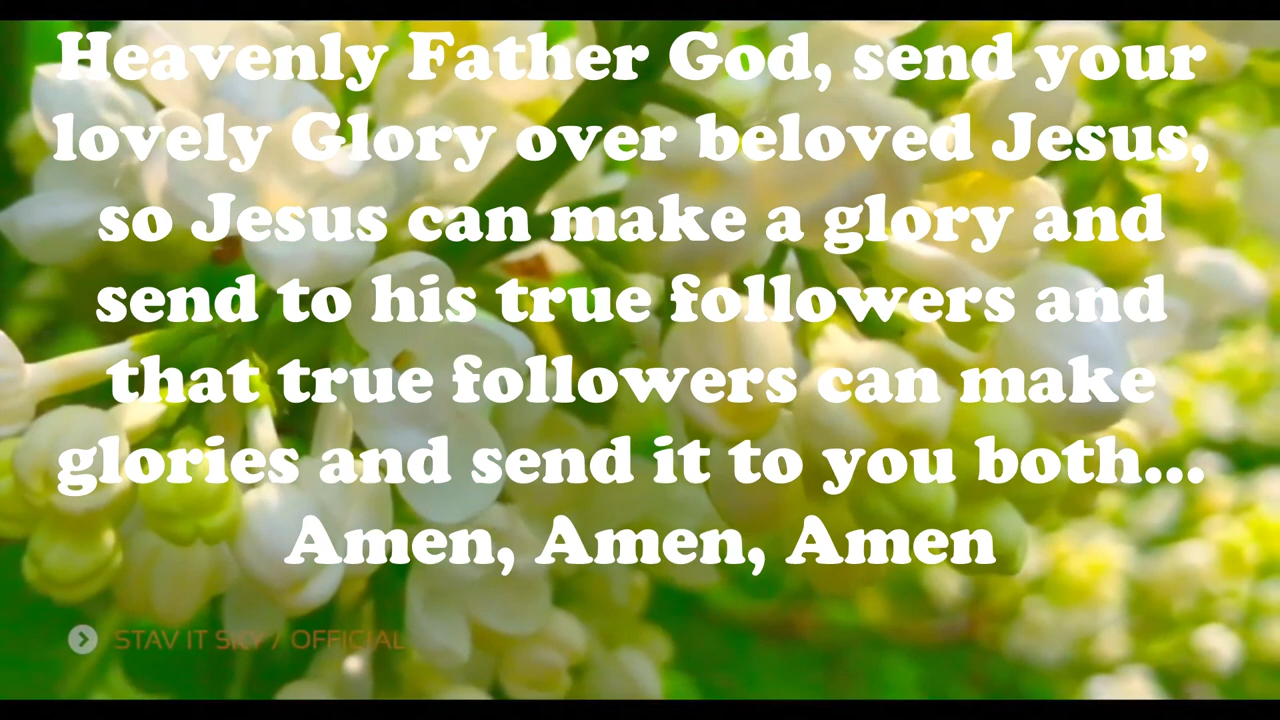 Heavenly Father God, send your
lovely Glory over beloved Jesus,
so Jesus can make a glory and
send to his true followers and
that true followers can make
glories and send it to you both...
Amen, Amen, Amen
STAV IT SKY / OFFICIAL